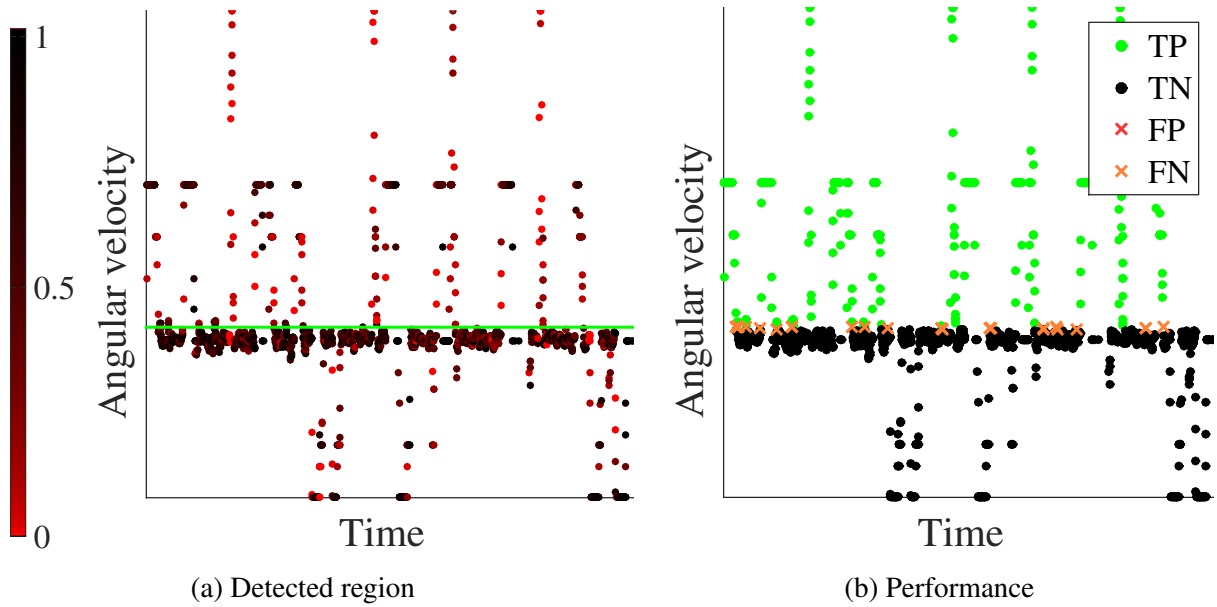 1
0.5
0
Angular velocity
Time
(a) Detected region
Angular velocity
TP
TN
FP
FN
Time
(b) Performance